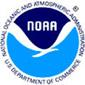 NATIONAL OCEANIC AND ATMOSPHERIC ADMINISTRATION
NOAA
U.S. DEPARTMENT OF COMMERCE